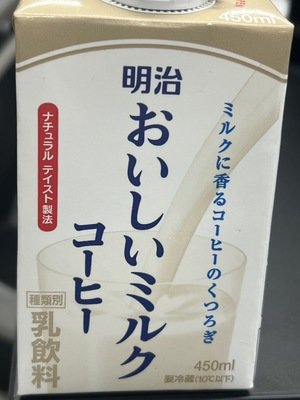 450ml
明治
おいしいミルク
コーヒー
ミルクに香るコーヒーのくつろぎ
ナチュラル テイスト製法
種類別
乳飲料
450ml
要冷蔵(10℃以下)